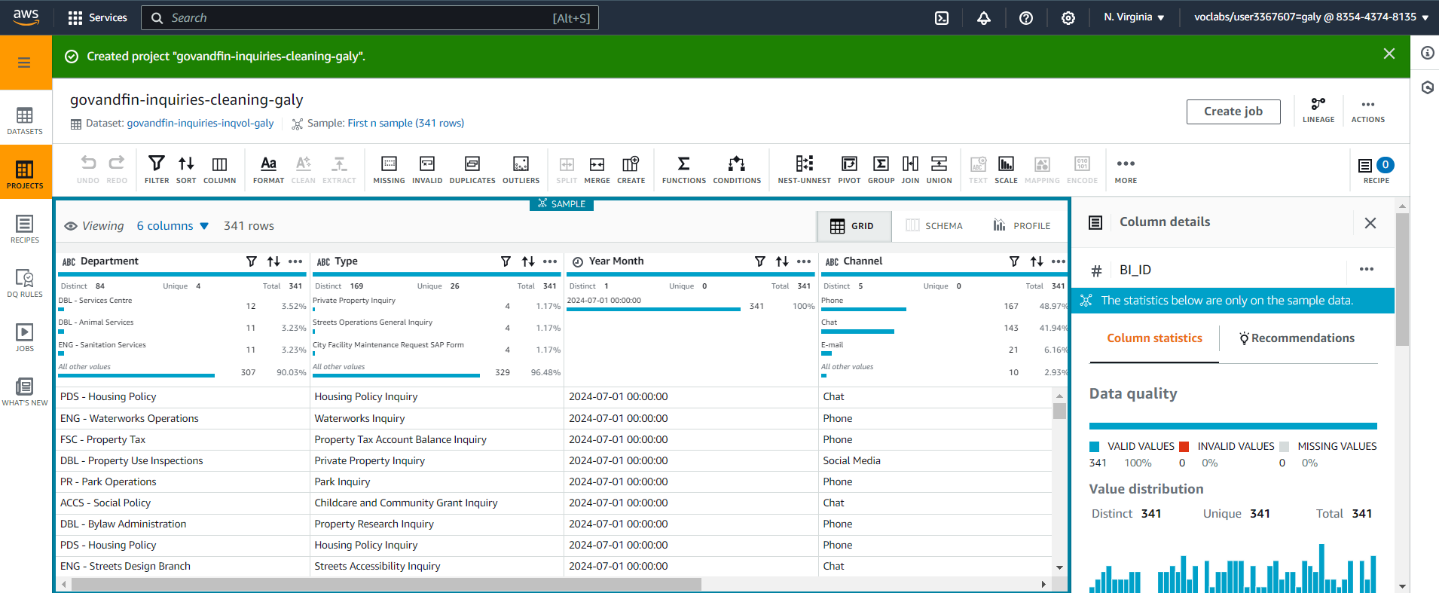 aws Services Search [Alt+S] N. Virginia voclabs/user3367607=galy @ 8354-4374-8135
Created project "govandfin-inquiries-cleaning-galy".
govandfin-inquiries-cleaning-galy
Dataset: govandfin-inquiries-inqvol-galy Sample: First n sample (341 rows)
Create job LINEAGE ACTIONS
DATASETS
PROJECTS
RECIPES
DQ RULES
JOBS
WHAT'S NEW
UNDO REDO FILTER SORT COLUMN FORMAT CLEAN EXTRACT MISSING INVALID DUPLICATES OUTLIERS SPLIT MERGE CREATE FUNCTIONS CONDITIONS NEST-UNNEST PIVOT GROUP JOIN UNION TEXT SCALE MAPPING ENCODE MORE 0 RECIPE
SAMPLE
Viewing 6 columns 341 rows GRID SCHEMA PROFILE
ABC Department ABC Type Year Month ABC Channel
Distinct 84 Unique 4 Total 341 Distinct 169 Unique 26 Total 341 Distinct 1 Unique 0 Total 341 Distinct 5 Unique 0 Total 341
DBL - Services Centre 12 3.52% Private Property Inquiry 4 1.17% 2024-07-01 00:00:00 341 100% Phone 167 48.97%
DBL - Animal Services 11 3.23% Streets Operations General Inquiry 4 1.17% Chat 143 41.94%
ENG - Sanitation Services 11 3.23% City Facility Maintenance Request SAP Form 4 1.17% E-mail 21 6.16%
All other values 307 90.03% All other values 329 96.48% All other values 10 2.93%
PDS - Housing Policy Housing Policy Inquiry 2024-07-01 00:00:00 Chat
ENG - Waterworks Operations Waterworks Inquiry 2024-07-01 00:00:00 Phone
FSC - Property Tax Property Tax Account Balance Inquiry 2024-07-01 00:00:00 Phone
DBL - Property Use Inspections Private Property Inquiry 2024-07-01 00:00:00 Social Media
PR - Park Operations Park Inquiry 2024-07-01 00:00:00 Phone
ACCS - Social Policy Childcare and Community Grant Inquiry 2024-07-01 00:00:00 Chat
DBL - Bylaw Administration Property Research Inquiry 2024-07-01 00:00:00 Phone
PDS - Housing Policy Housing Policy Inquiry 2024-07-01 00:00:00 Phone
ENG - Streets Design Branch Streets Accessibility Inquiry 2024-07-01 00:00:00 Chat
Column details
# BI_ID
The statistics below are only on the sample data.
Column statistics Recommendations
Data quality
VALID VALUES INVALID VALUES MISSING VALUES
341 100% 0 0% 0 0%
Value distribution
Distinct 341 Unique 341 Total 341